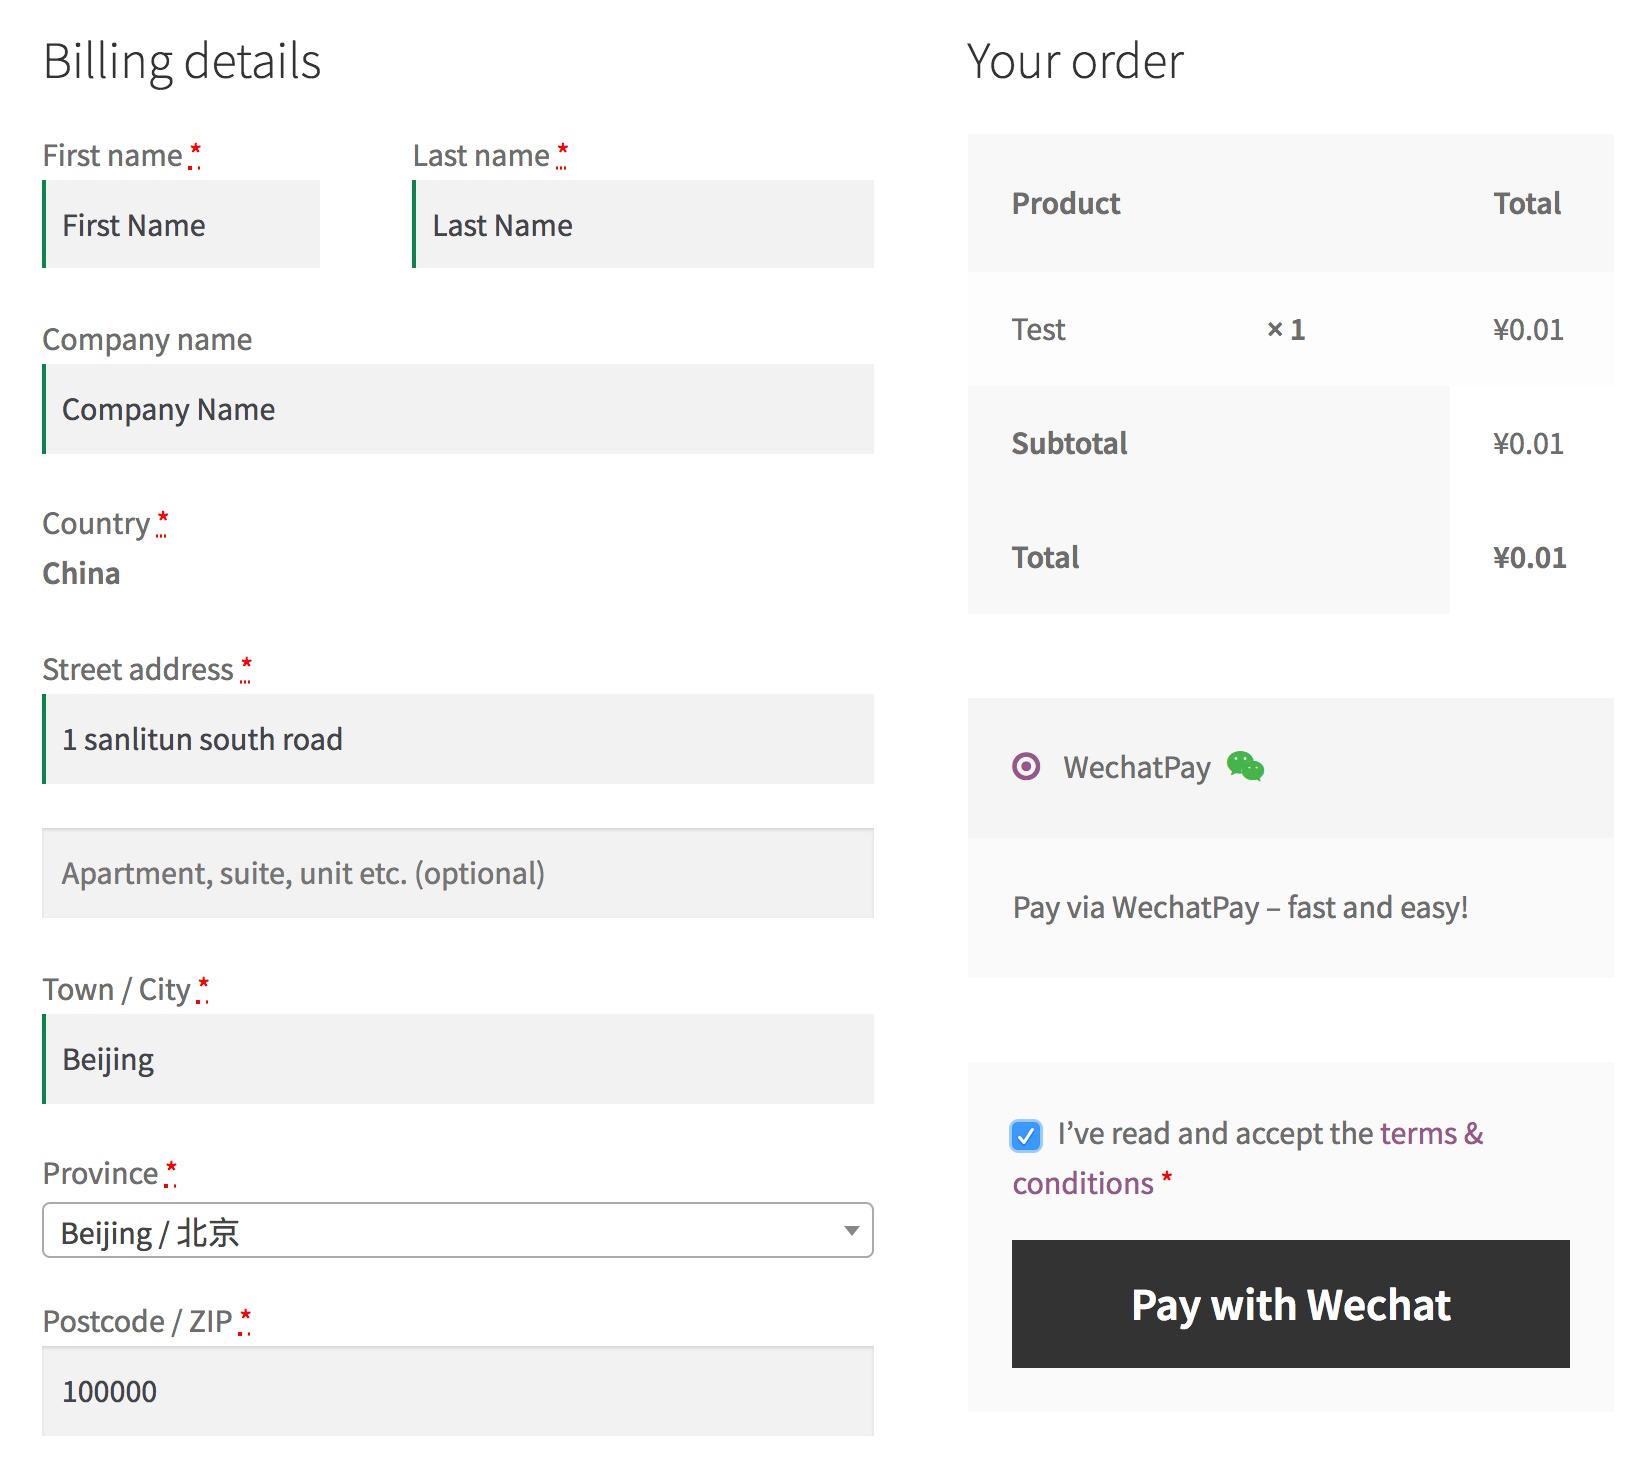 Billing details
First name *
Last name *
First Name
Last Name
Company name
Company Name
Country *
China
Street address *
1 sanlitun south road
Apartment, suite, unit etc. (optional)
Town / City *
Beijing
Province *
Beijing / 北京
Postcode / ZIP *
100000
Your order
Product Total
Test × 1 ¥0.01
Subtotal ¥0.01
Total ¥0.01
WechatPay
Pay via WechatPay – fast and easy!
I’ve read and accept the terms &
conditions *
Pay with Wechat